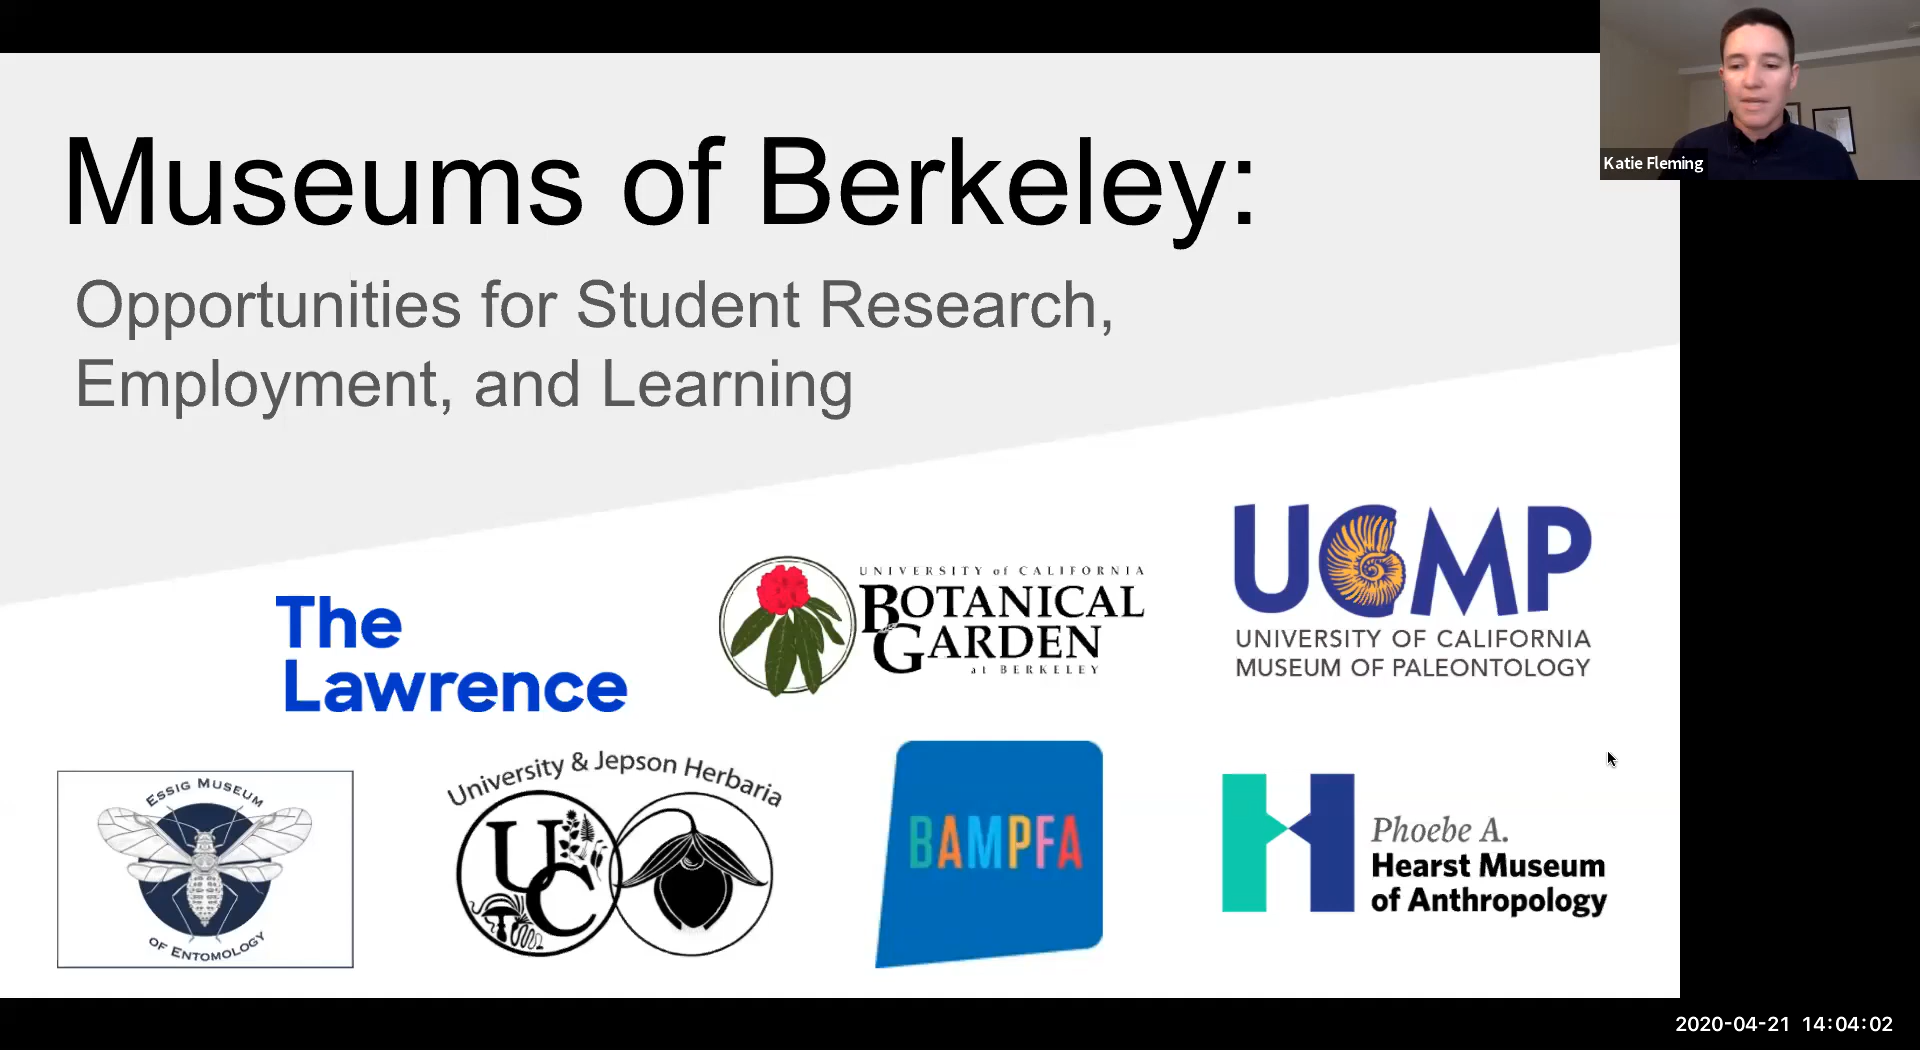 Museums of Berkeley:
Opportunities for Student Research,
Employment, and Learning
Katie Fleming
The
Lawrence
UNIVERSITY of CALIFORNIA
BOTANICAL
GARDEN
at BERKELEY
UCMP
UNIVERSITY OF CALIFORNIA
MUSEUM OF PALEONTOLOGY
ESSIG MUSEUM
OF ENTOMOLOGY
University & Jepson Herbaria
UC
BAMPFA
Phoebe A.
Hearst Museum
of Anthropology
2020-04-21 14:04:02